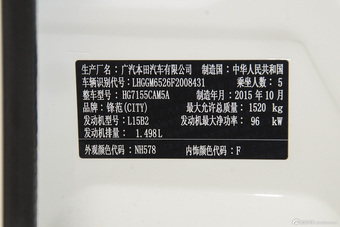 生产厂名：广汽本田汽车有限公司 制造国：中华人民共和国
车辆识别代号：LHGGM6526F2008431 乘坐人数：5
整车型号：HG7155CAM5A 制造年月：2015年10月
品牌：锋范(CITY) 最大允许总质量：1520 kg
发动机型号：L15B2 发动机最大净功率：96 kW
发动机排量：1.498L
外观颜色代号：NH578 内饰颜色代号：F